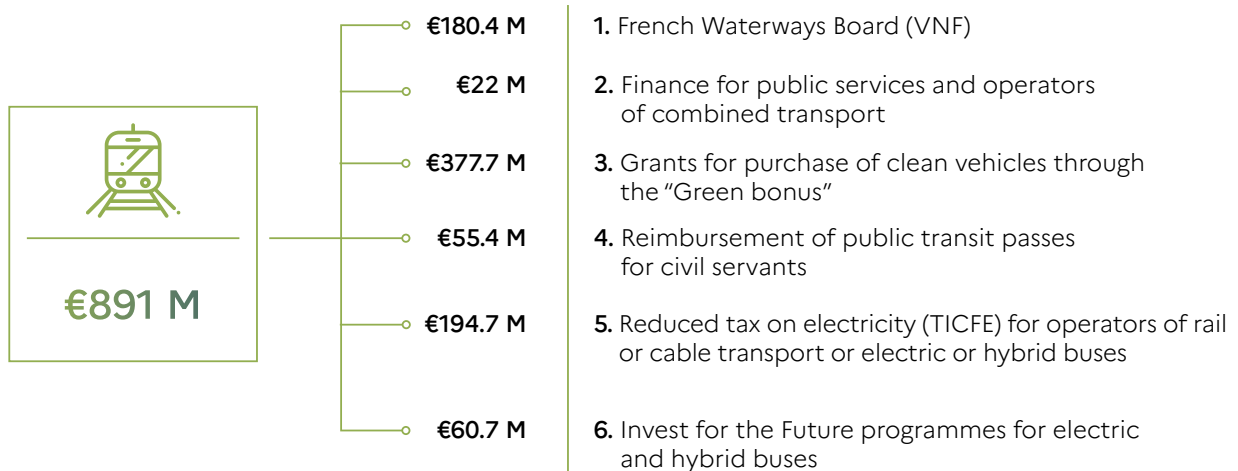 €180.4 M
1. French Waterways Board (VNF)
€22 M
2. Finance for public services and operators
of combined transport
€377.7 M
3. Grants for purchase of clean vehicles through
the “Green bonus”
€55.4 M
4. Reimbursement of public transit passes
for civil servants
€891 M
€194.7 M
5. Reduced tax on electricity (TICFE) for operators of rail
or cable transport or electric or hybrid buses
€60.7 M
6. Invest for the Future programmes for electric
and hybrid buses